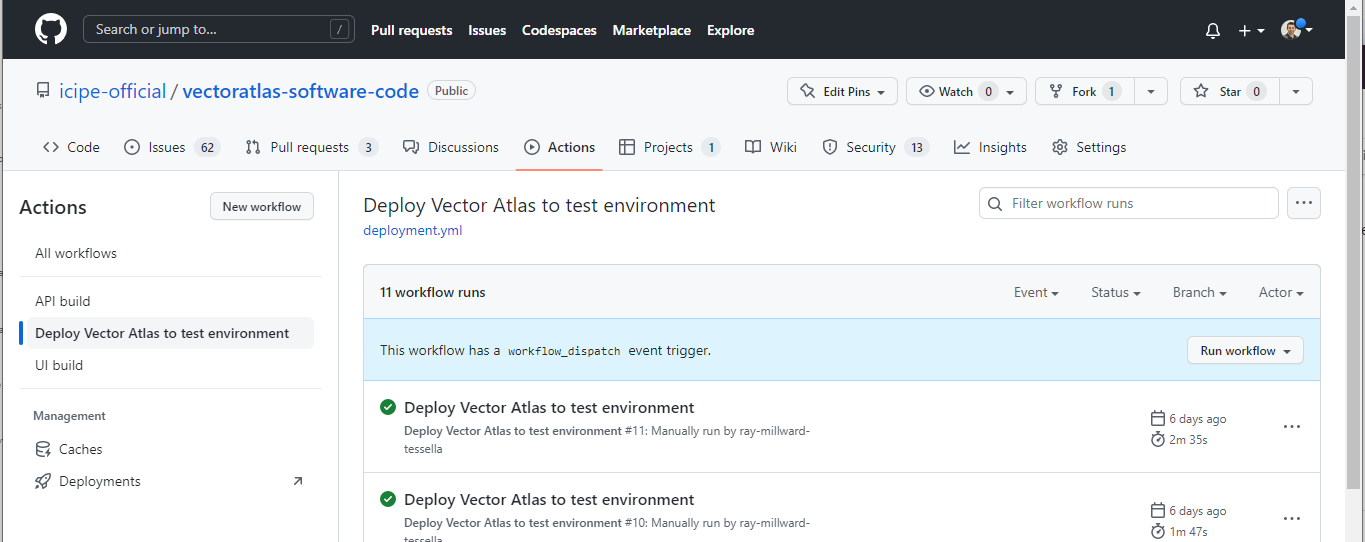 Search or jump to... /
Pull requests Issues Codespaces Marketplace Explore
icipe-official / vectoratlas-software-code Public
Edit Pins Watch 0 Fork 1 Star 0
Code Issues 62 Pull requests 3 Discussions Actions Projects 1 Wiki Security 13 Insights Settings
Actions New workflow
All workflows
API build
Deploy Vector Atlas to test environment
UI build
Management
Caches
Deployments
Deploy Vector Atlas to test environment
deployment.yml
Filter workflow runs
11 workflow runs Event Status Branch Actor
This workflow has a workflow_dispatch event trigger. Run workflow
Deploy Vector Atlas to test environment
Deploy Vector Atlas to test environment #11: Manually run by ray-millward-
tessella
6 days ago
2m 35s
Deploy Vector Atlas to test environment
Deploy Vector Atlas to test environment #10: Manually run by ray-millward-
tessella
6 days ago
1m 47s